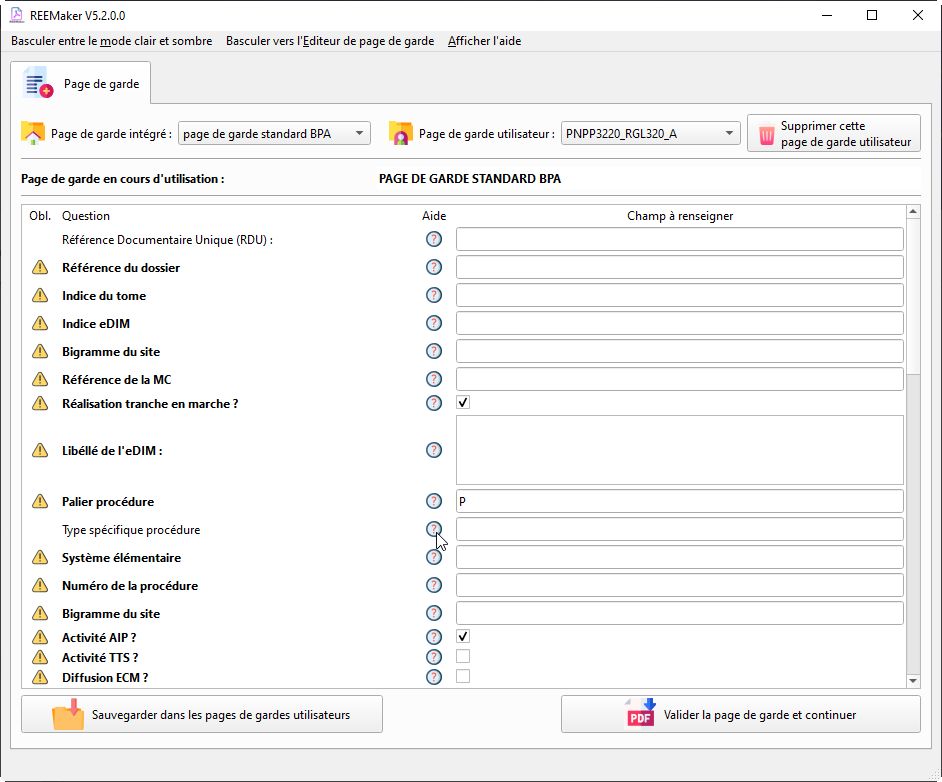 REEMaker V5.2.0.0
Basculer entre le mode clair et sombre Basculer vers l'Editeur de page de garde Afficher l'aide
Page de garde
Page de garde intégré : page de garde standard BPA Page de garde utilisateur : PNPP3220_RGL320_A Supprimer cette
page de garde utilisateur
Page de garde en cours d'utilisation : PAGE DE GARDE STANDARD BPA
Obl. Question Aide Champ à renseigner
Référence Documentaire Unique (RDU) : ?
Référence du dossier ?
Indice du tome ?
Indice eDIM ?
Bigramme du site ?
Référence de la MC ?
Réalisation tranche en marche ? ?
Libéllé de l'eDIM : ?
Palier procédure ? P
Type spécifique procédure ?
Système élémentaire ?
Numéro de la procédure ?
Bigramme du site ?
Activité AIP ? ?
Activité TTS ? ?
Diffusion ECM ? ?
Sauvegarder dans les pages de gardes utilisateurs PDF Valider la page de garde et continuer